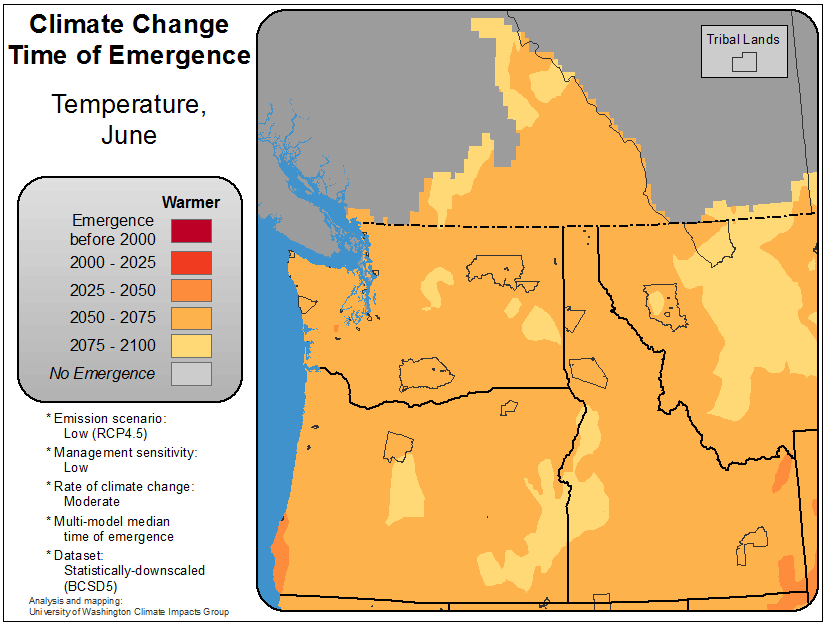 Climate Change
Time of Emergence
Temperature,
June
Warmer
Emergence
before 2000
2000 - 2025
2025 - 2050
2050 - 2075
2075 - 2100
No Emergence
* Emission scenario:
Low (RCP4.5)
* Management sensitivity:
Low
* Rate of climate change:
Moderate
* Multi-model median
time of emergence
* Dataset:
Statistically-downscaled
(BCSD5)
Analysis and mapping:
University of Washington Climate Impacts Group
Tribal Lands